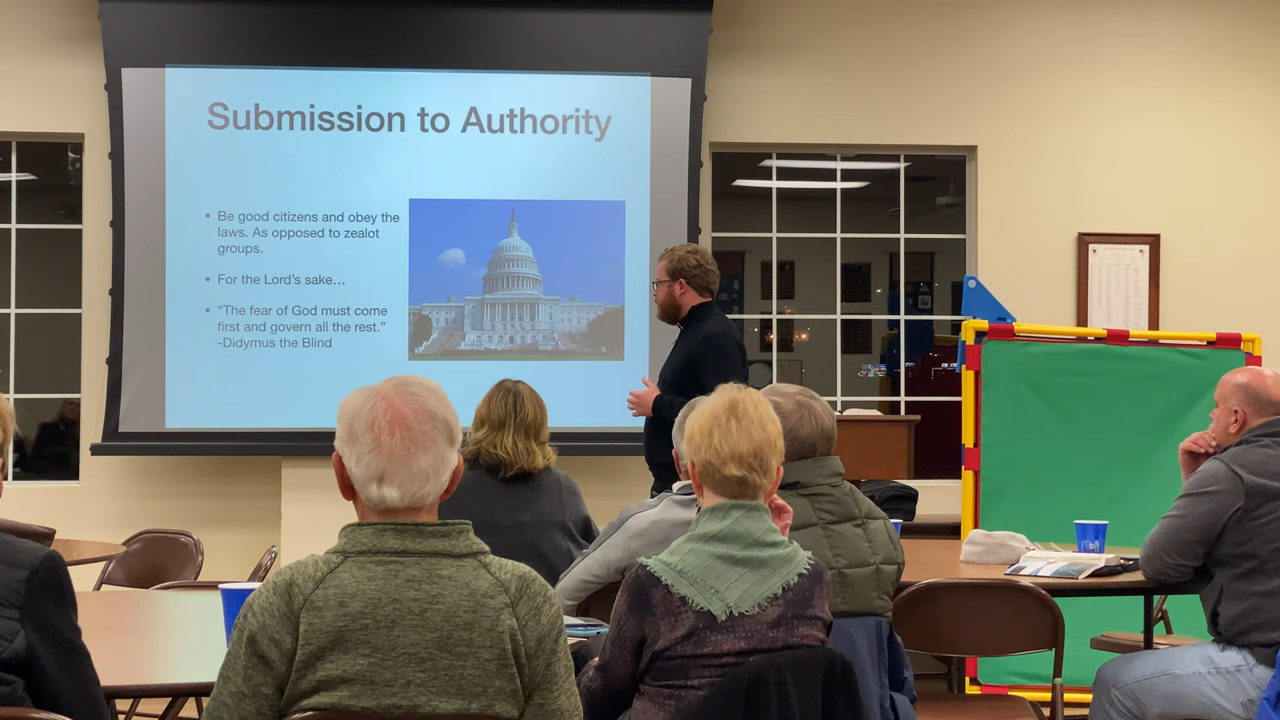 Submission to Authority
• Be good citizens and obey the
laws. As opposed to zealot
groups.
• For the Lord's sake...
• “The fear of God must come
first and govern all the rest.”
-Didymus the Blind